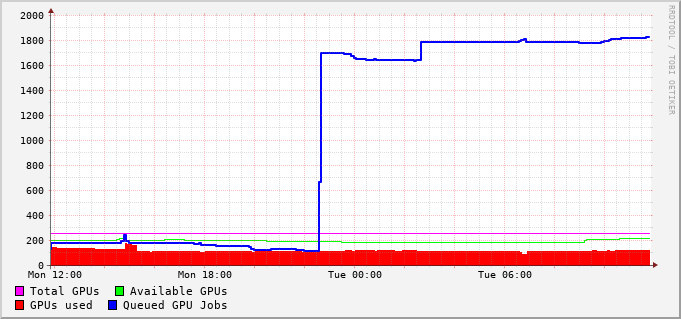 2000
1800
1600
1400
1200
1000
800
600
400
200
0
Mon 12:00 Mon 18:00 Tue 00:00 Tue 06:00
Total GPUs Available GPUs
GPUs used Queued GPU Jobs
RRDTOOL / TOBI OETIKER